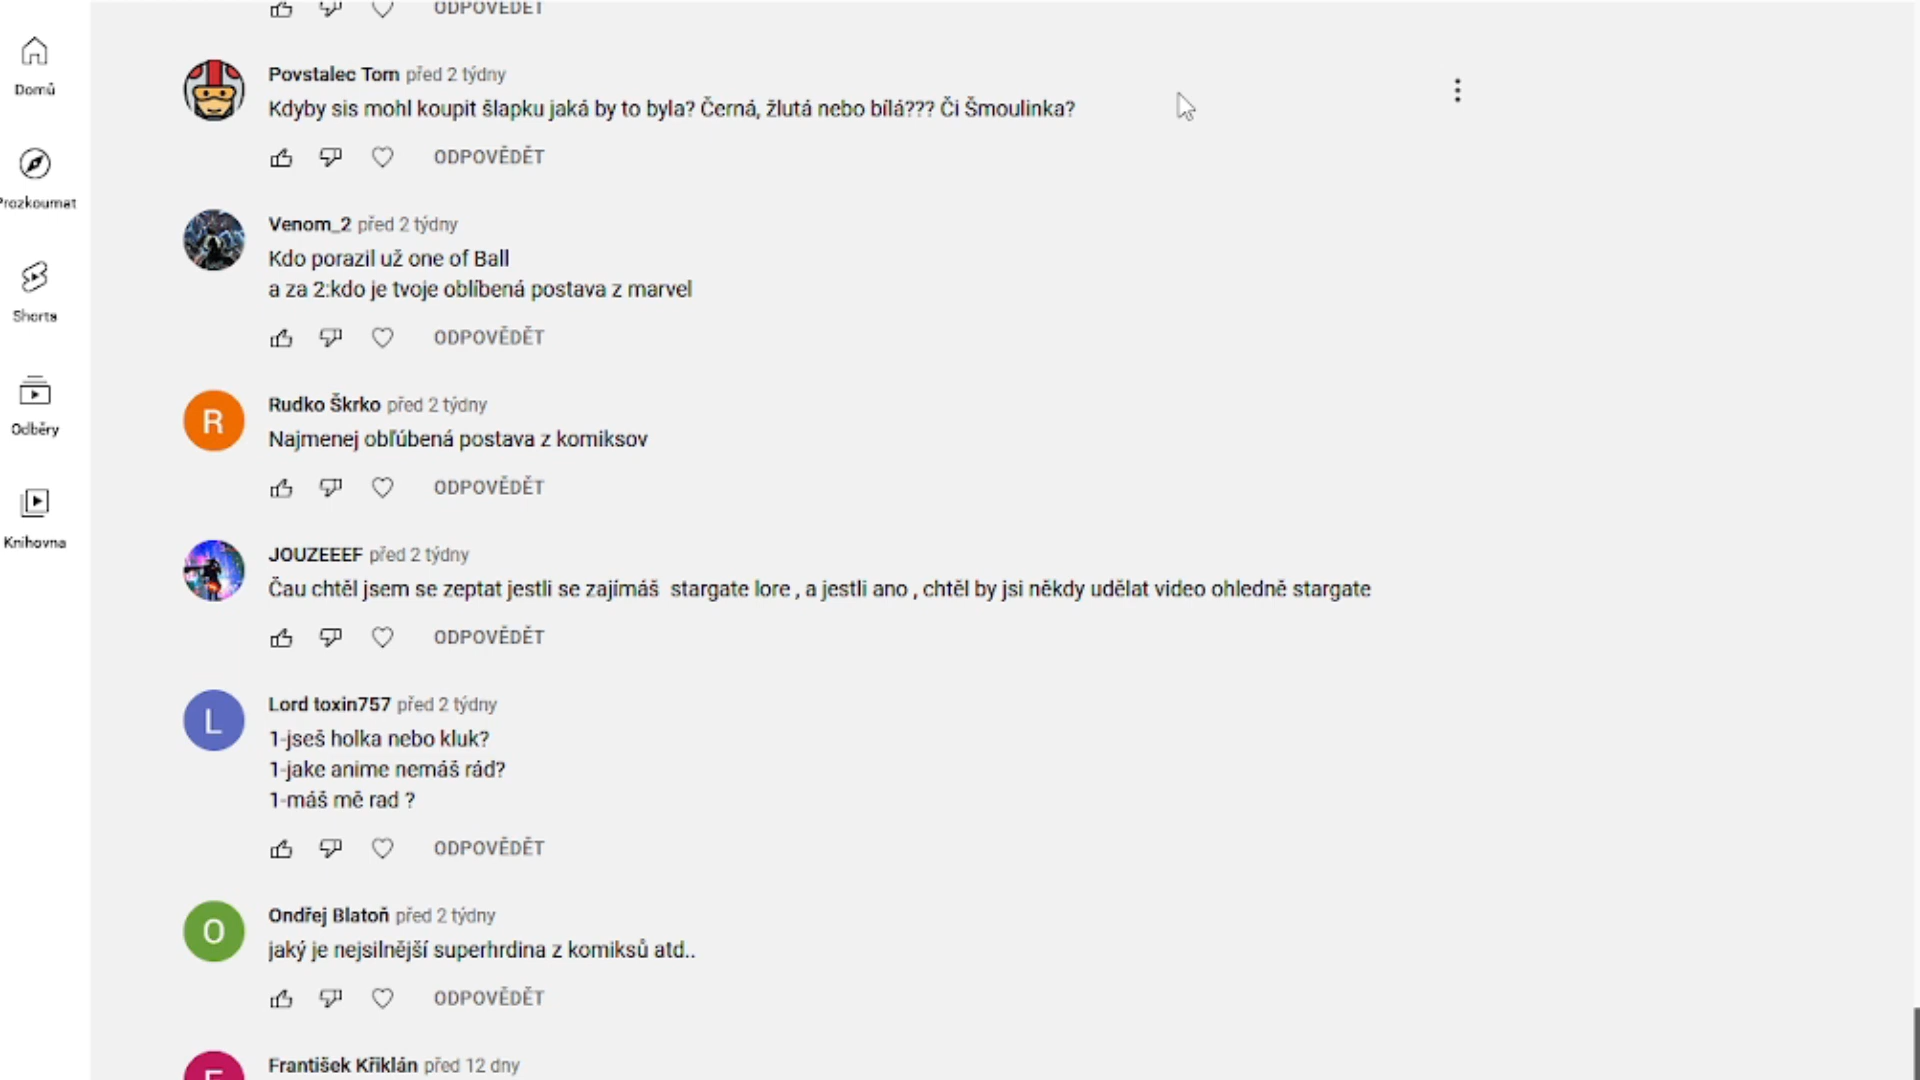 ODPOVĚDĚT
Domů
Prozkoumat
Shorts
Odběry
Knihovna
Povstalec Tom před 2 týdny
Kdyby sis mohl koupit šlapku jaká by to byla? Černá, žlutá nebo bílá??? Či Šmoulinka?
ODPOVĚDĚT
Venom_2 před 2 týdny
Kdo porazil už one of Ball
a za 2:kdo je tvoje oblíbená postava z marvel
ODPOVĚDĚT
R
Rudko Škrko před 2 týdny
Najmenej obľúbená postava z komiksov
ODPOVĚDĚT
JOUZEEEF před 2 týdny
Čau chtěl jsem se zeptat jestli se zajímáš  stargate lore , a jestli ano , chtěl by jsi někdy udělat video ohledně stargate
ODPOVĚDĚT
L
Lord toxin757 před 2 týdny
1-jseš holka nebo kluk?
1-jake anime nemáš rád?
1-máš mě rad ?
ODPOVĚDĚT
O
Ondřej Blatoň před 2 týdny
jaký je nejsilnější superhrdina z komiksů atd..
ODPOVĚDĚT
František Křiklán před 12 dny